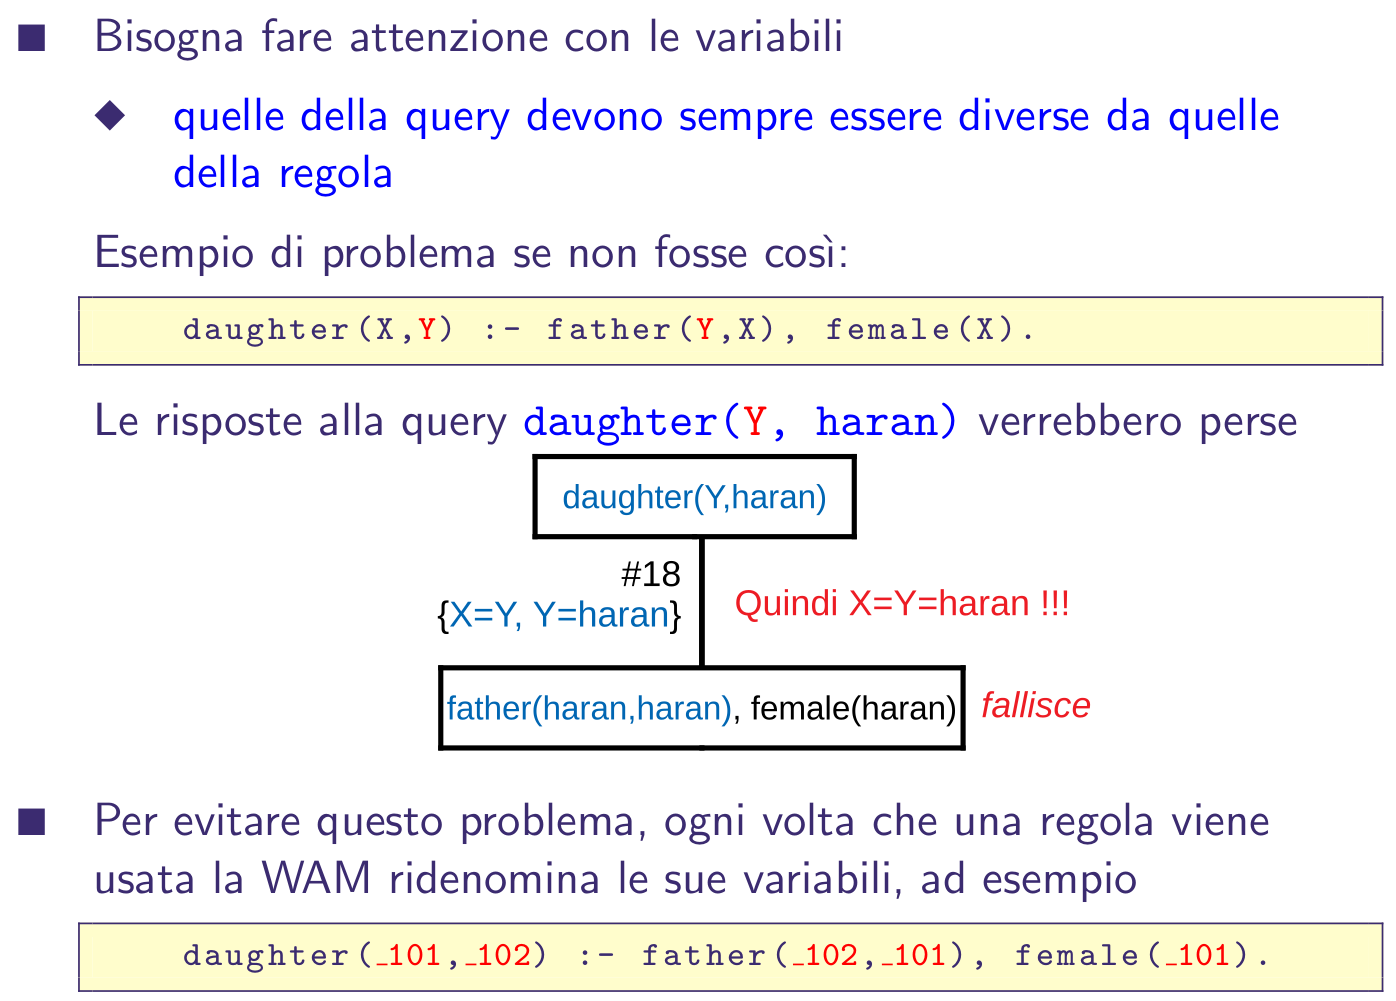 Bisogna fare attenzione con le variabili
quelle della query devono sempre essere diverse da quelle
della regola
Esempio di problema se non fosse così:
daughter(X,Y) :- father(Y,X), female(X).
Le risposte alla query daughter(Y, haran) verrebbero perse
daughter(Y,haran)
#18
{X=Y, Y=haran}
Quindi X=Y=haran !!!
father(haran,haran), female(haran)
fallisce
Per evitare questo problema, ogni volta che una regola viene
usata la WAM ridenomina le sue variabili, ad esempio
daughter(_101,_102) :- father(_102,_101), female(_101).